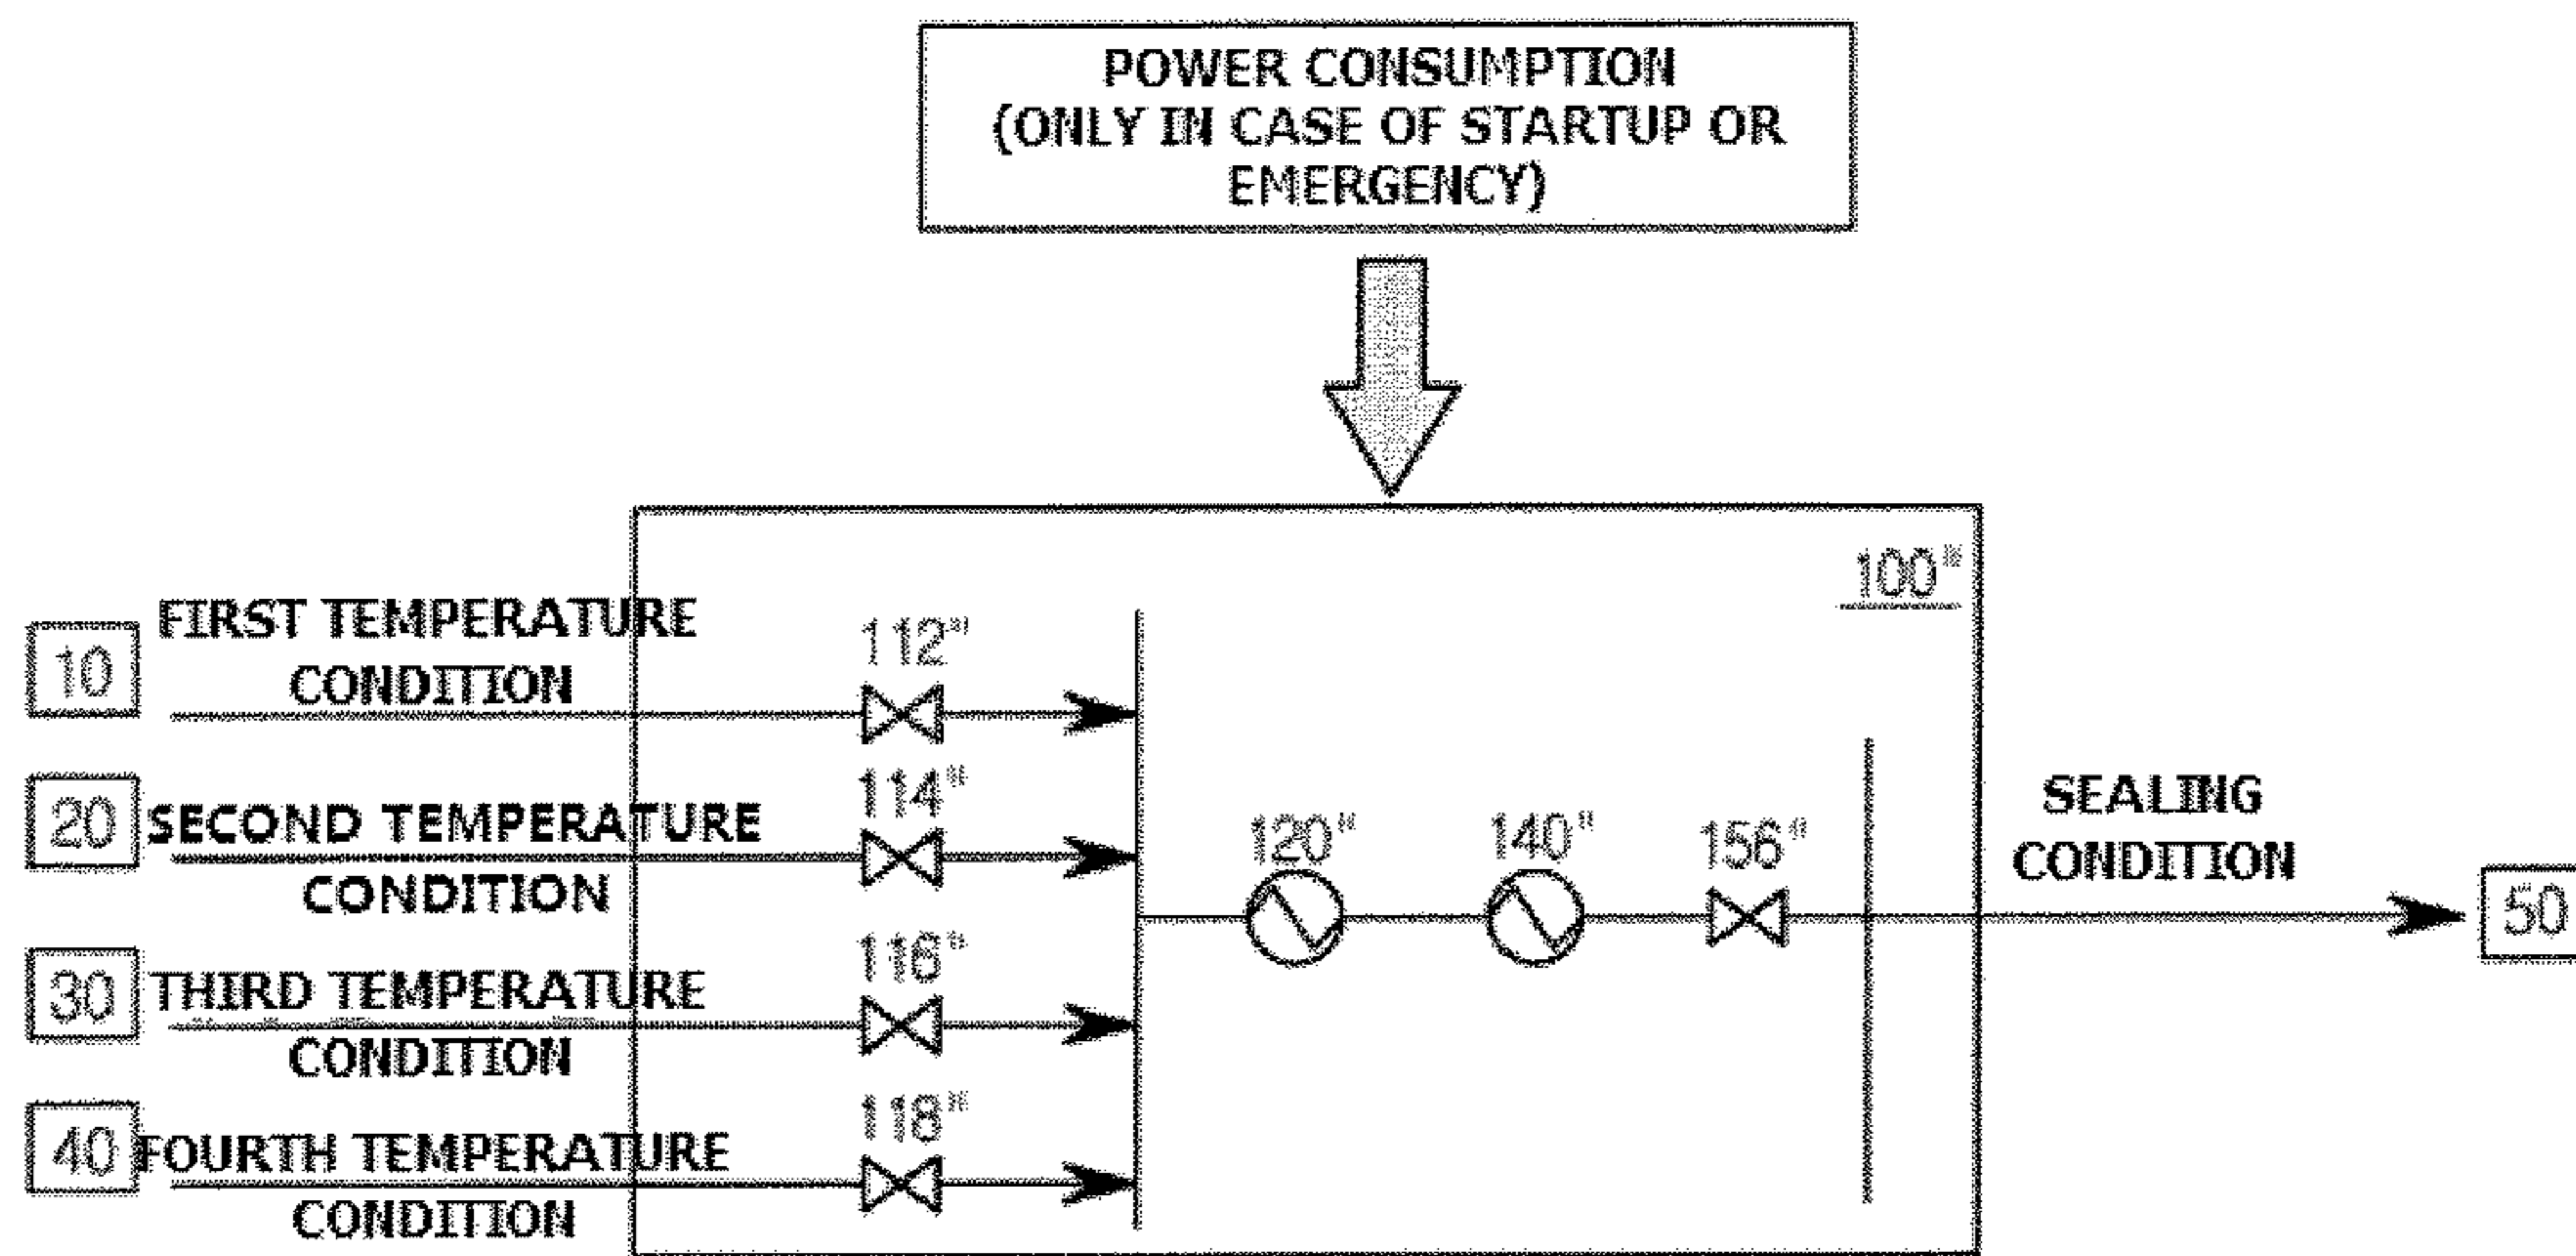 POWER CONSUMPTION
(ONLY IN CASE OF STARTUP OR
EMERGENCY)
100"
10
FIRST TEMPERATURE
CONDITION
112"
20
SECOND TEMPERATURE
CONDITION
114"
30
THIRD TEMPERATURE
CONDITION
116"
40
FOURTH TEMPERATURE
CONDITION
118"
120"
140"
156"
SEALING
CONDITION
50